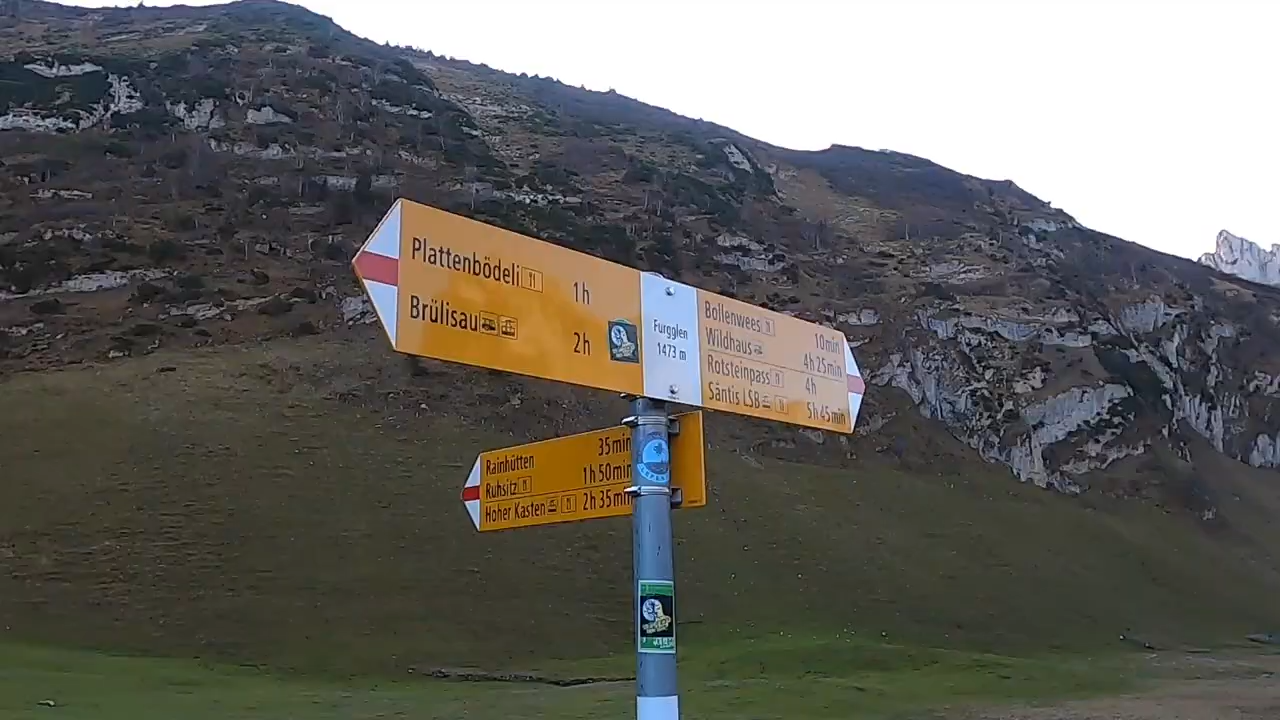 Plattenbödeli 1h
Brülisau 2h
Furgglen
1473 m
Bollenwees 10min
Wildhaus 4h 25min
Rotsteinpass 4h
Säntis LSB 5h 45min
Rainhütten 35min
Ruhsitz 1h 50min
Hoher Kasten 2h 35min